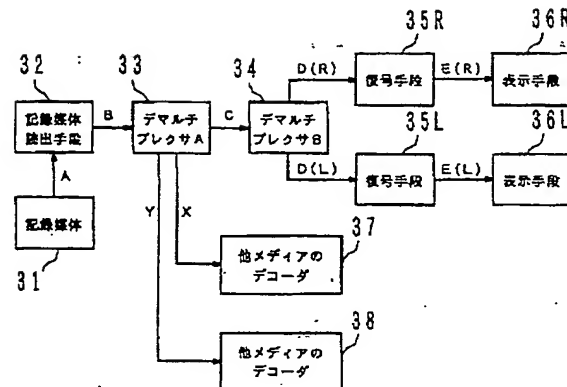 35R
36R
32
33
34
D(R)
復号手段
E(R)
表示手段
記録媒体
読出手段
B
デマルチ
プレクサA
C
デマルチ
プレクサB
35L
36L
A
D(L)
復号手段
E(L)
表示手段
記録媒体
31
Y
X
37
他メディアの
デコーダ
38
他メディアの
デコーダ